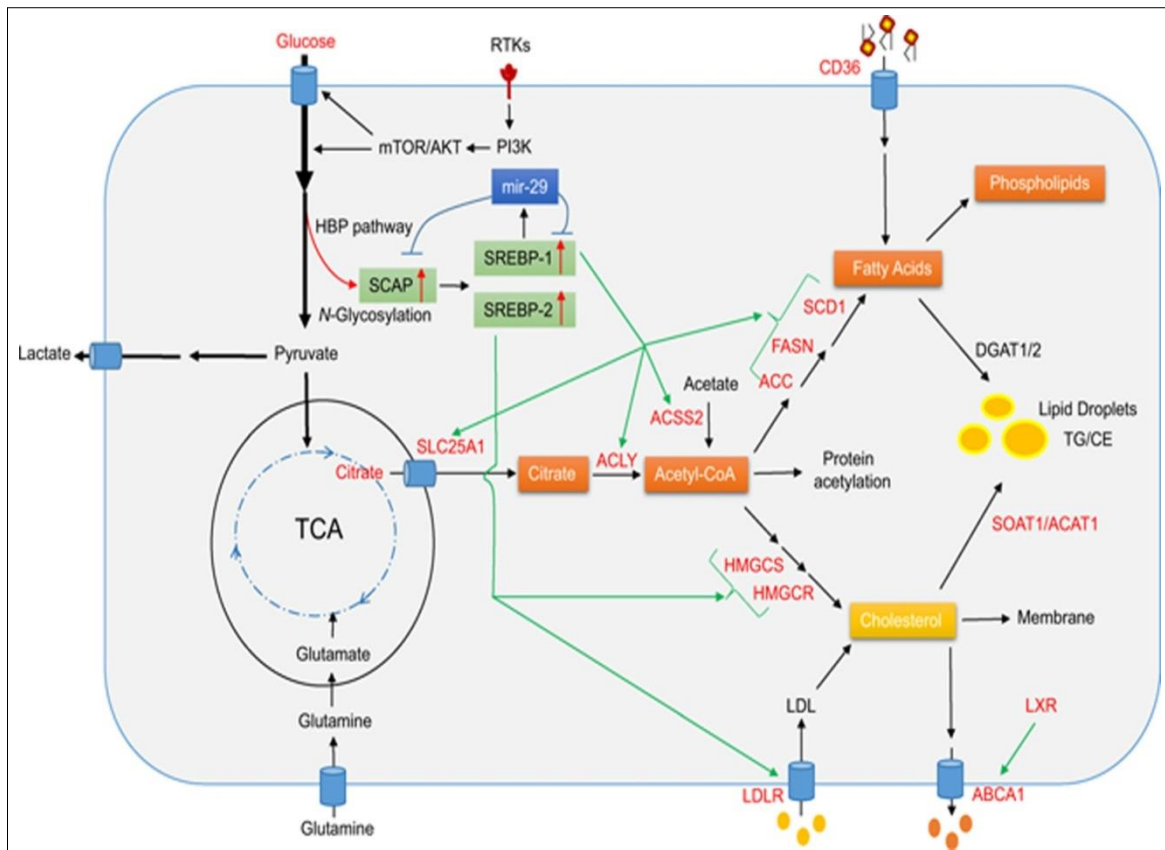 Glucose
RTKs
CD36
mTOR/AKT
PI3K
mir-29
Phospholipids
HBP pathway
SREBP-1
SCAP
Fatty Acids
SREBP-2
SCD1
N-Glycosylation
FASN
DGAT1/2
Lactate
Pyruvate
ACC
Acetate
Lipid Droplets
TG/CE
ACSS2
SLC25A1
Citrate
Citrate
ACLY
Acetyl-CoA
Protein
acetylation
TCA
SOAT1/ACAT1
HMGCS
HMGCR
Cholesterol
Membrane
Glutamate
LDL
LXR
Glutamine
LDLR
ABCA1
Glutamine